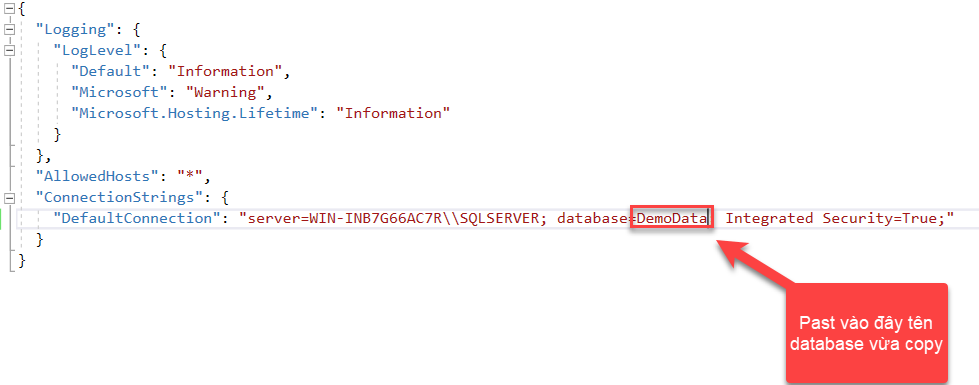 {
"Logging": {
"LogLevel": {
"Default": "Information",
"Microsoft": "Warning",
"Microsoft.Hosting.Lifetime": "Information"
}
},
"AllowedHosts": "*",
"ConnectionStrings": {
"DefaultConnection": "server=WIN-INB7G66AC7R\\SQLSERVER; database=DemoData Integrated Security=True;"
}
}
Past vào đây tên
database vừa copy